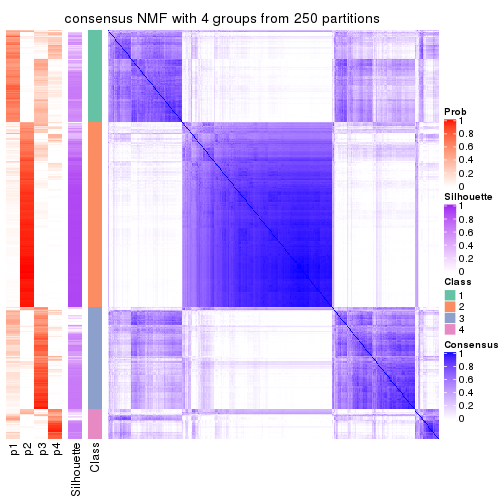 consensus NMF with 4 groups from 250 partitions
Prob
1
0.8
0.6
0.4
0.2
0
Silhouette
1
0.8
0.6
0.4
0.2
0
Class
1
2
3
4
Consensus
1
0.8
0.6
0.4
0.2
0
p1
p2
p3
p4
Silhouette
Class